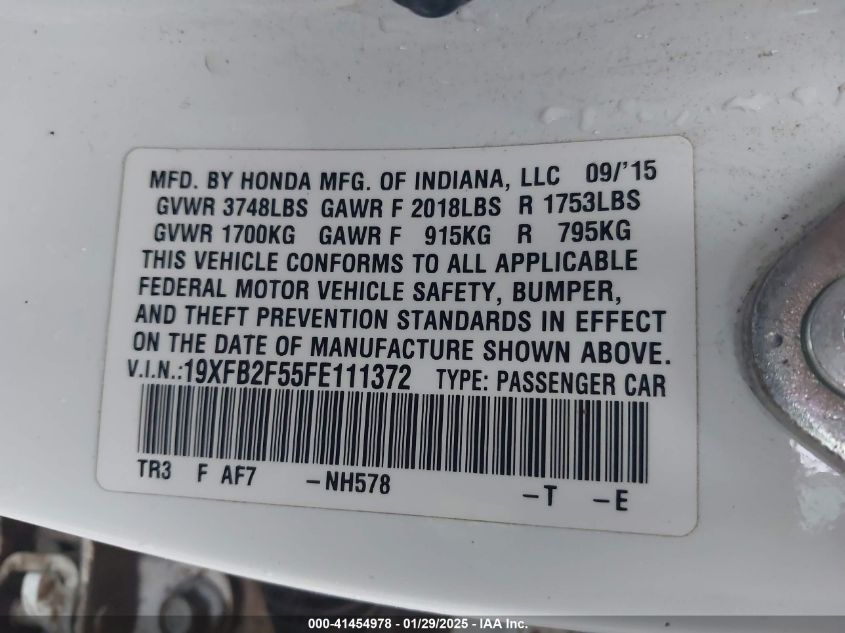 MFD. BY HONDA MFG. OF INDIANA, LLC 09/'15
GVWR 3748LBS GAWR F 2018LBS R 1753LBS
GVWR 1700KG GAWR F 915KG R 795KG
THIS VEHICLE CONFORMS TO ALL APPLICABLE
FEDERAL MOTOR VEHICLE SAFETY, BUMPER,
AND THEFT PREVENTION STANDARDS IN EFFECT
ON THE DATE OF MANUFACTURE SHOWN ABOVE.
V.I.N.:19XFB2F55FE111372 TYPE: PASSENGER CAR
TR3 F AF7 -NH578 -T -E
000-41454978 - 01/29/2025 - IAA Inc.